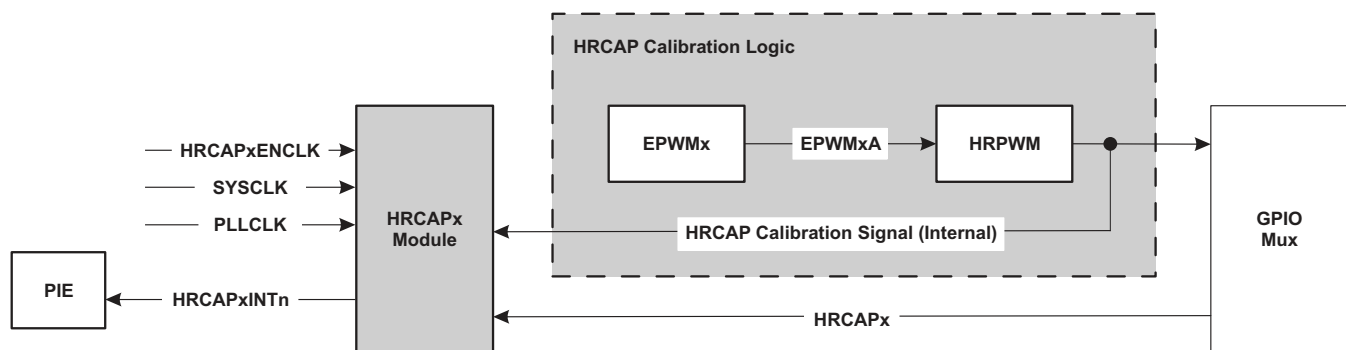 HRCAP Calibration Logic
EPWMx
EPWMxA
HRPWM
HRCAPxENCLK
SYSCLK
PLLCLK
HRCAPx
Module
HRCAP Calibration Signal (Internal)
GPIO
Mux
PIE
HRCAPxINTn
HRCAPx